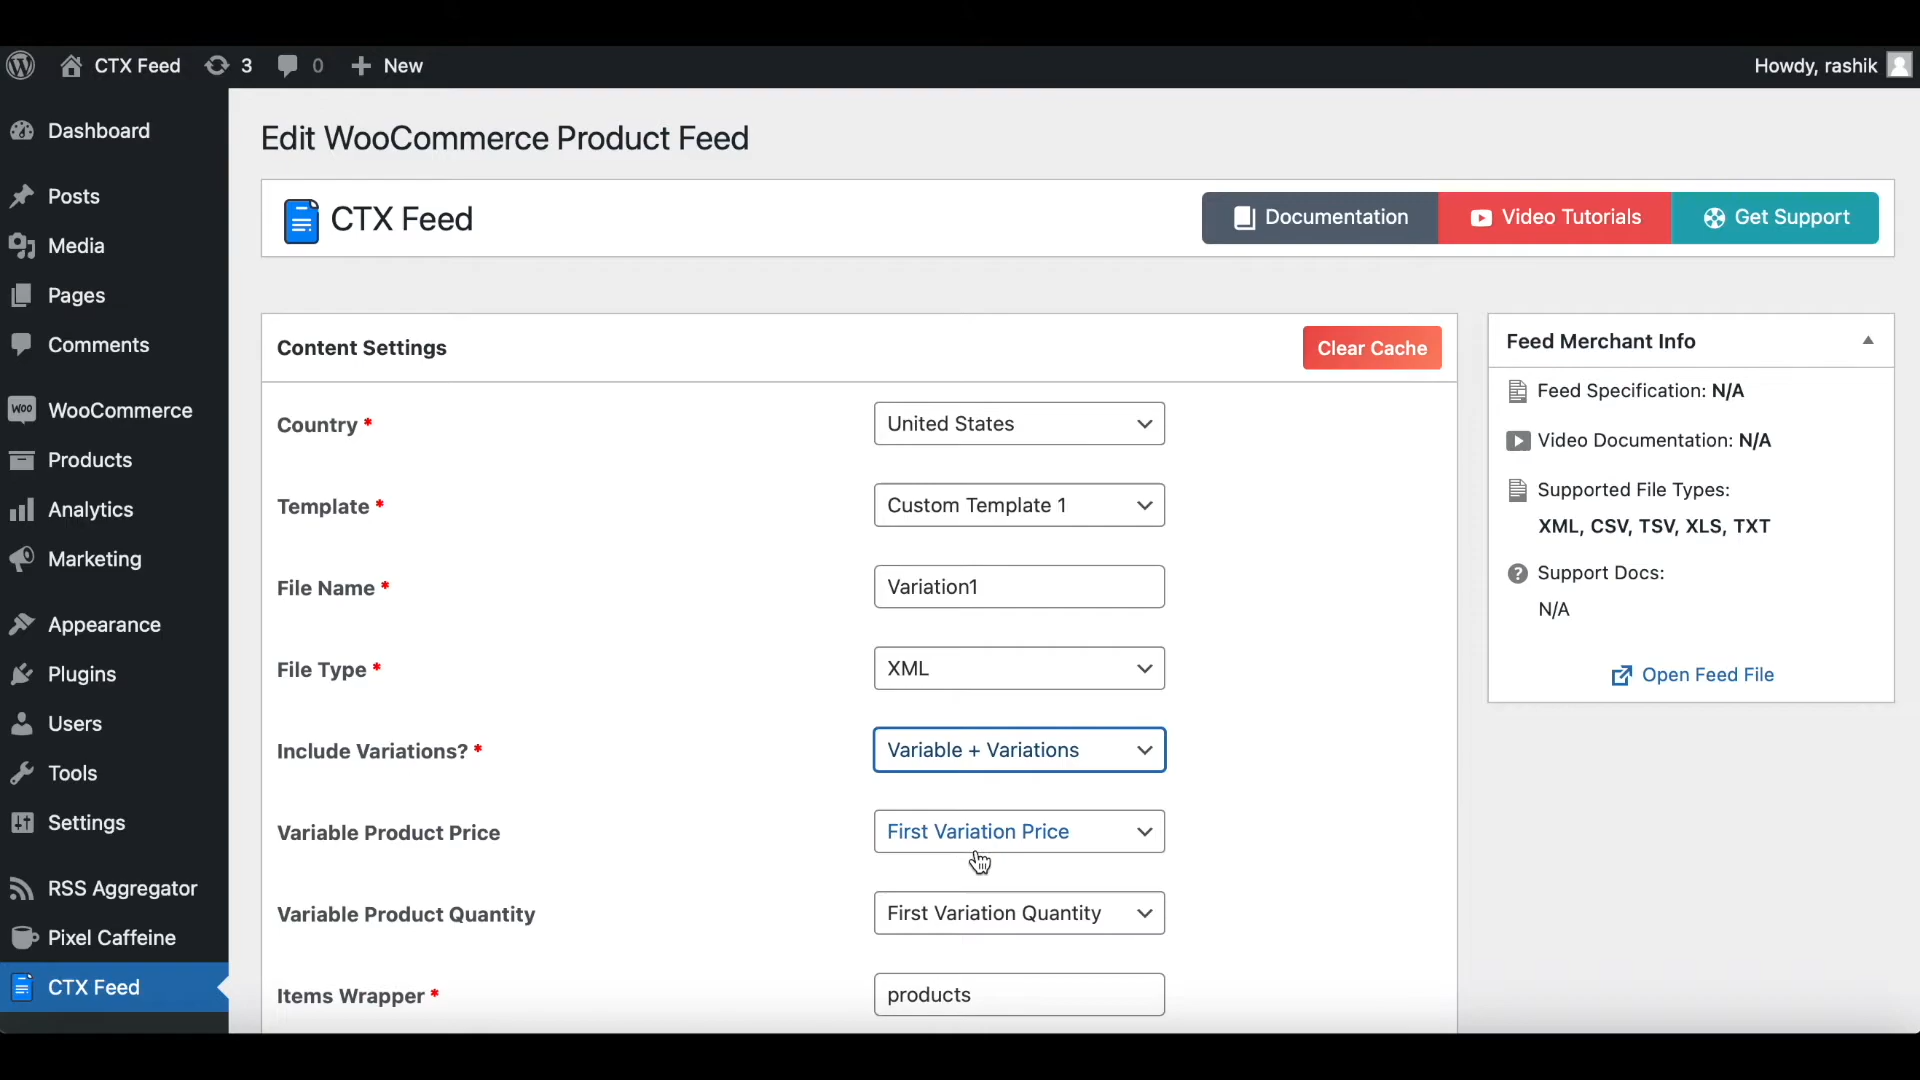 CTX Feed 3 0 New Howdy, rashik
Dashboard
Posts
Media
Pages
Comments
WOO WooCommerce
Products
Analytics
Marketing
Appearance
Plugins
Users
Tools
Settings
RSS Aggregator
Pixel Caffeine
CTX Feed
Edit WooCommerce Product Feed
CTX Feed
Documentation Video Tutorials Get Support
Content Settings Clear Cache
Country * United States
Template * Custom Template 1
File Name * Variation1
File Type * XML
Include Variations? * Variable + Variations
Variable Product Price First Variation Price
Variable Product Quantity First Variation Quantity
Items Wrapper * products
Feed Merchant Info
Feed Specification: N/A
Video Documentation: N/A
Supported File Types:
XML, CSV, TSV, XLS, TXT
Support Docs:
N/A
Open Feed File